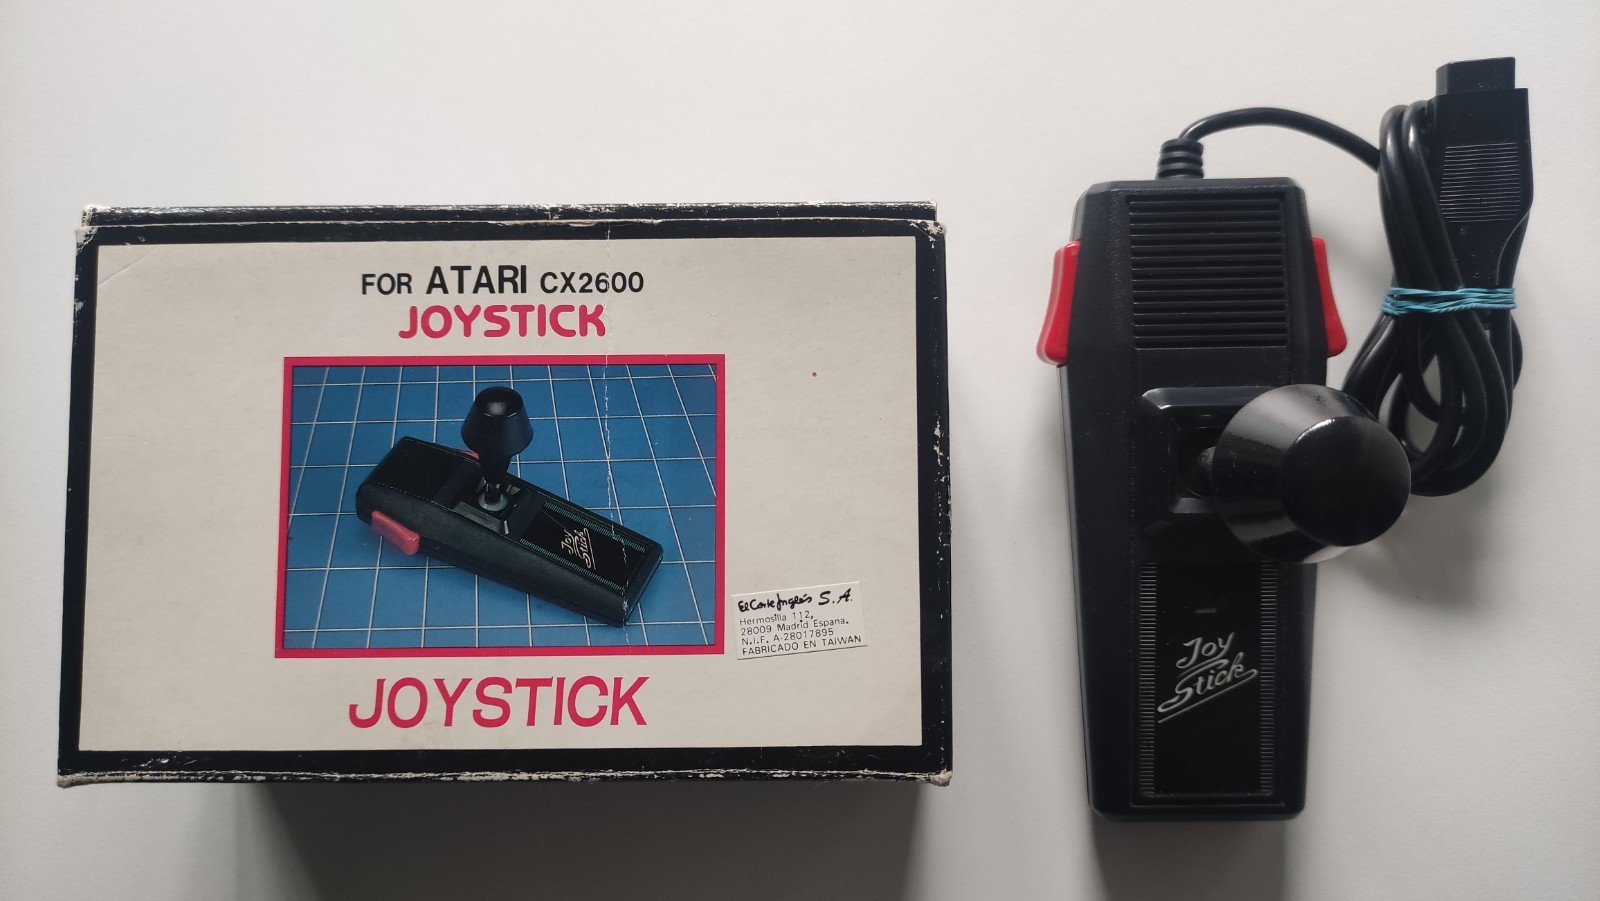 FOR ATARI CX2600
JOYSTICK
Joy
Stick
El Corte Inglés S.A.
Hermosilla 112,
28009 Madrid Espana.
N.I.F. A-28017895
FABRICADO EN TAIWAN
JOYSTICK
Joy
Stick